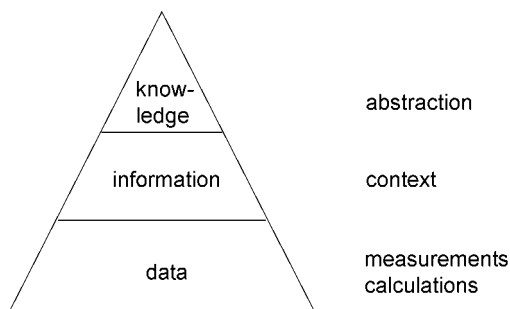 know-
ledge
abstraction
information
context
data
measurements
calculations